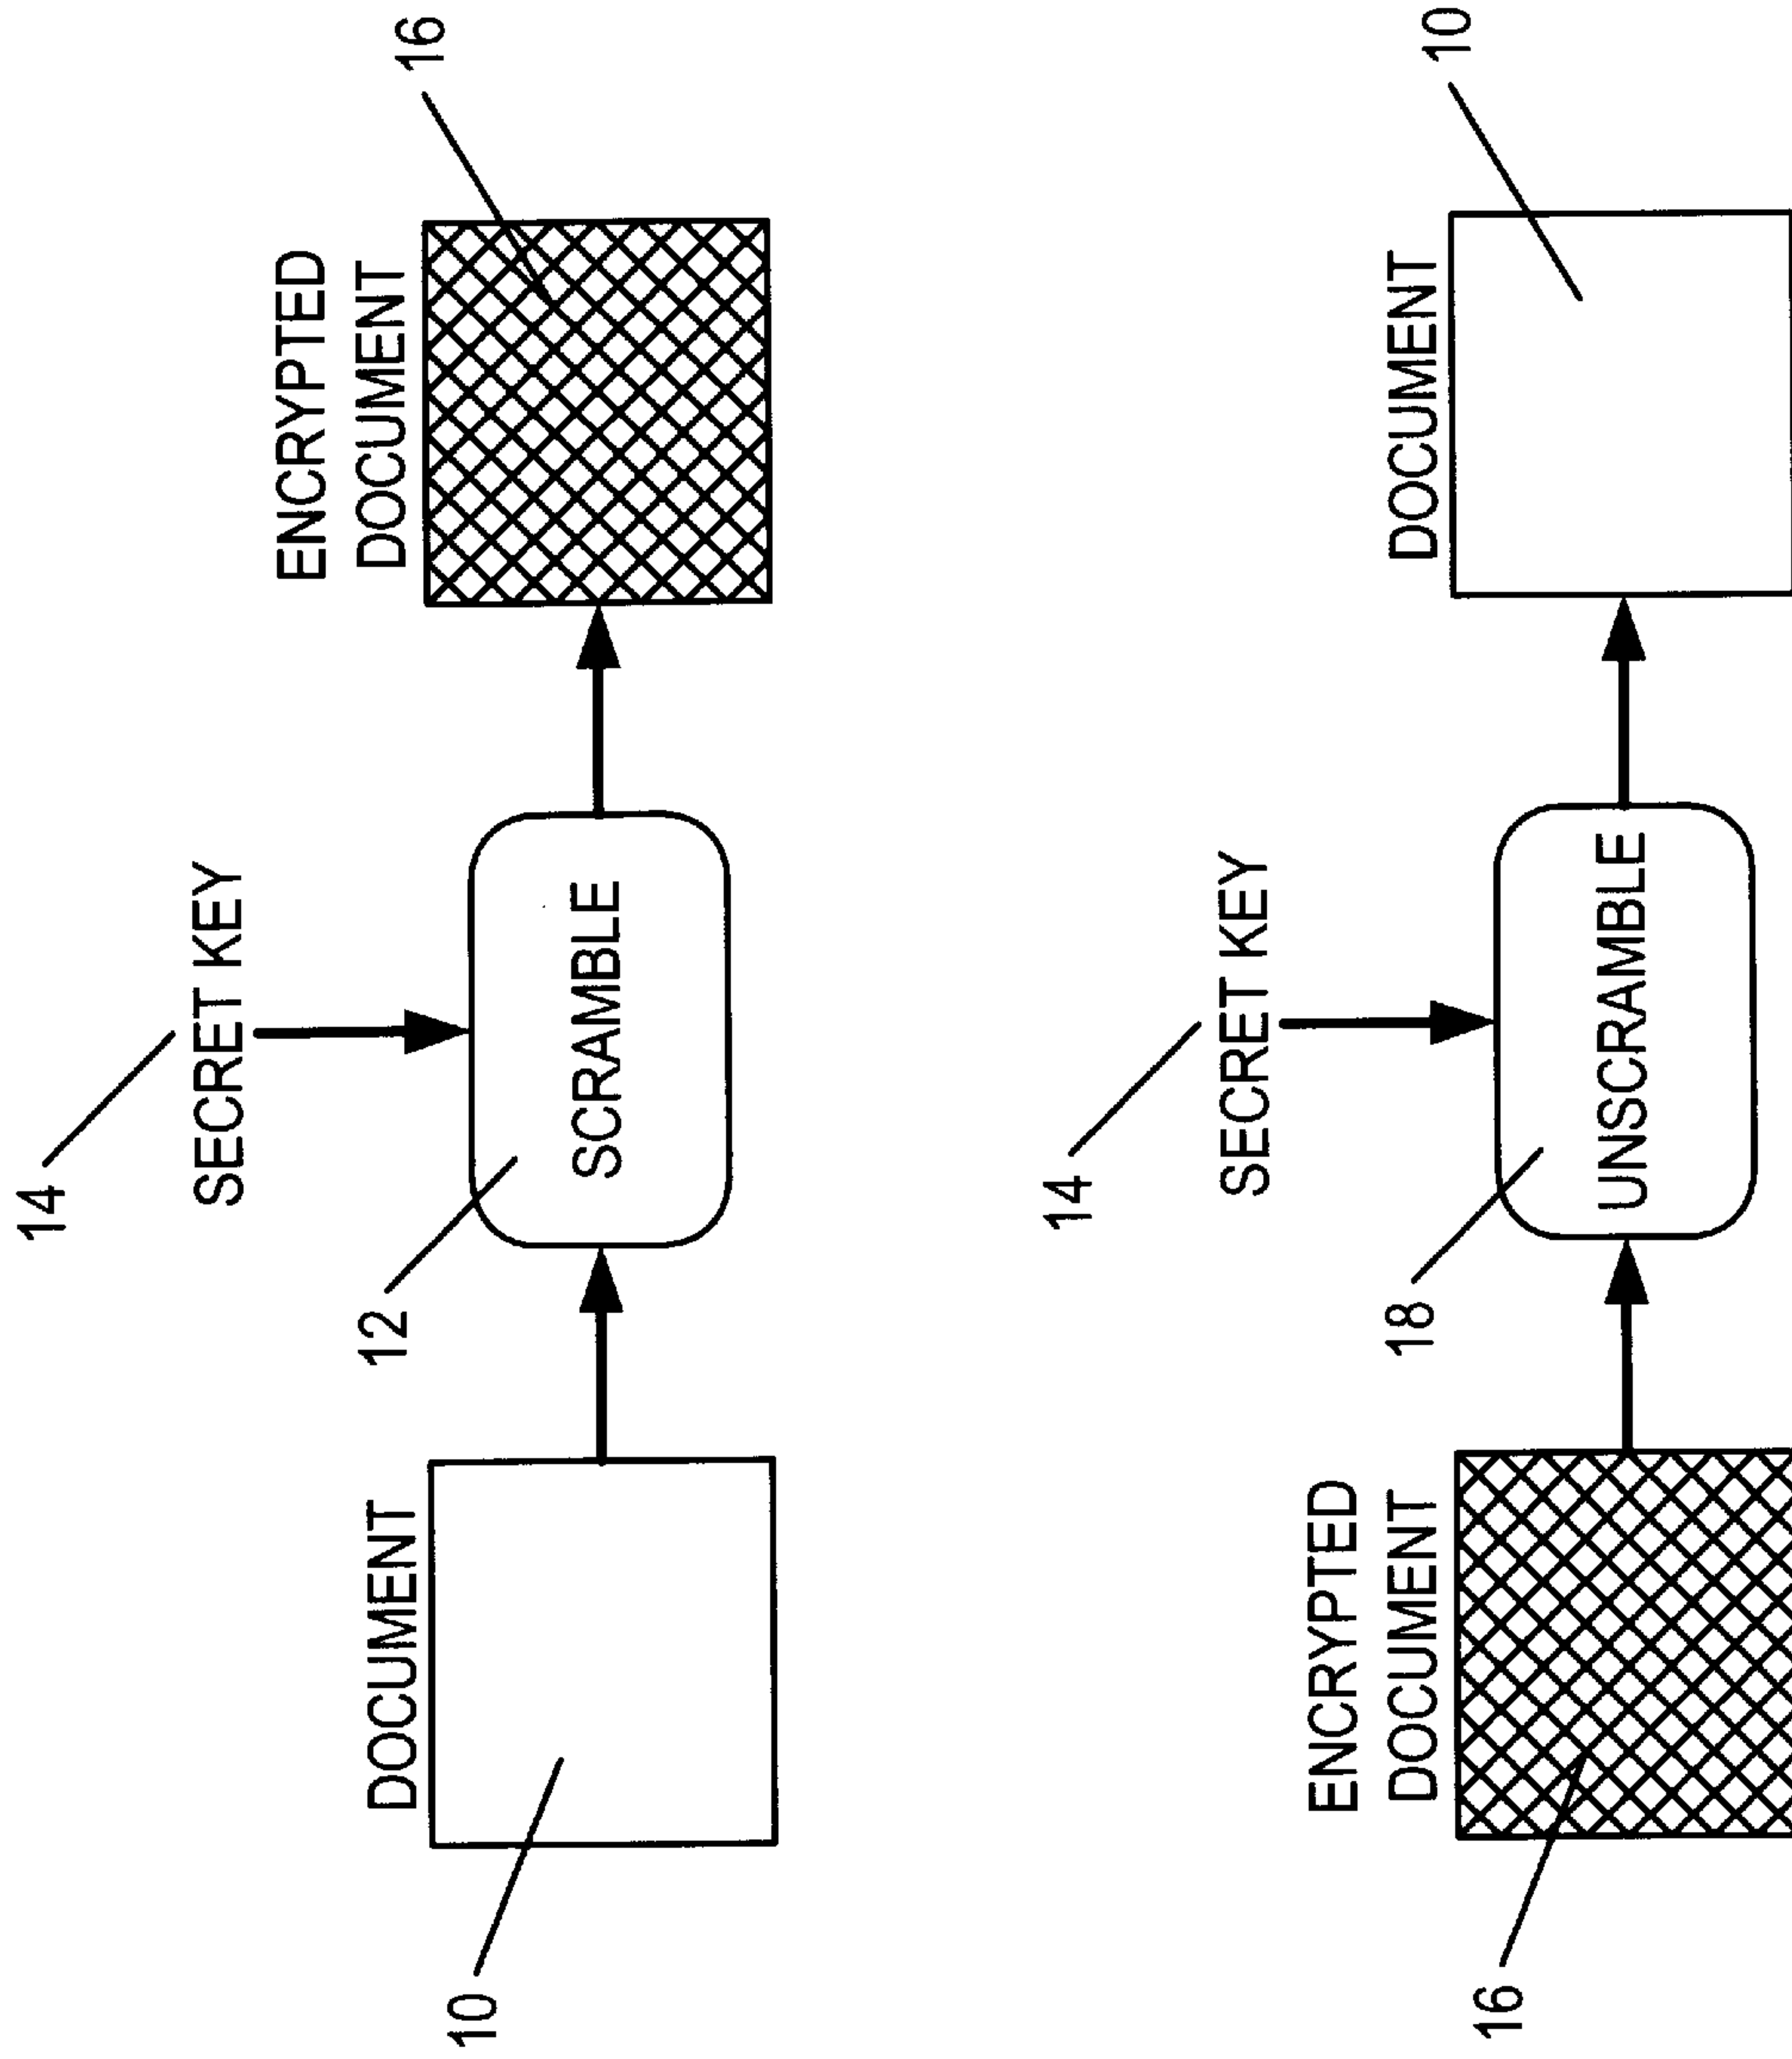 14
SECRET KEY
ENCRYPTED
DOCUMENT
16
DOCUMENT
12
SCRAMBLE
10
14
SECRET KEY
ENCRYPTED
DOCUMENT
DOCUMENT
10
18
UNSCRAMBLE
16